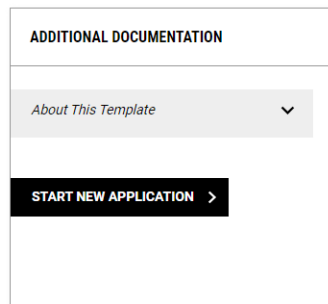 ADDITIONAL DOCUMENTATION
About This Template
START NEW APPLICATION